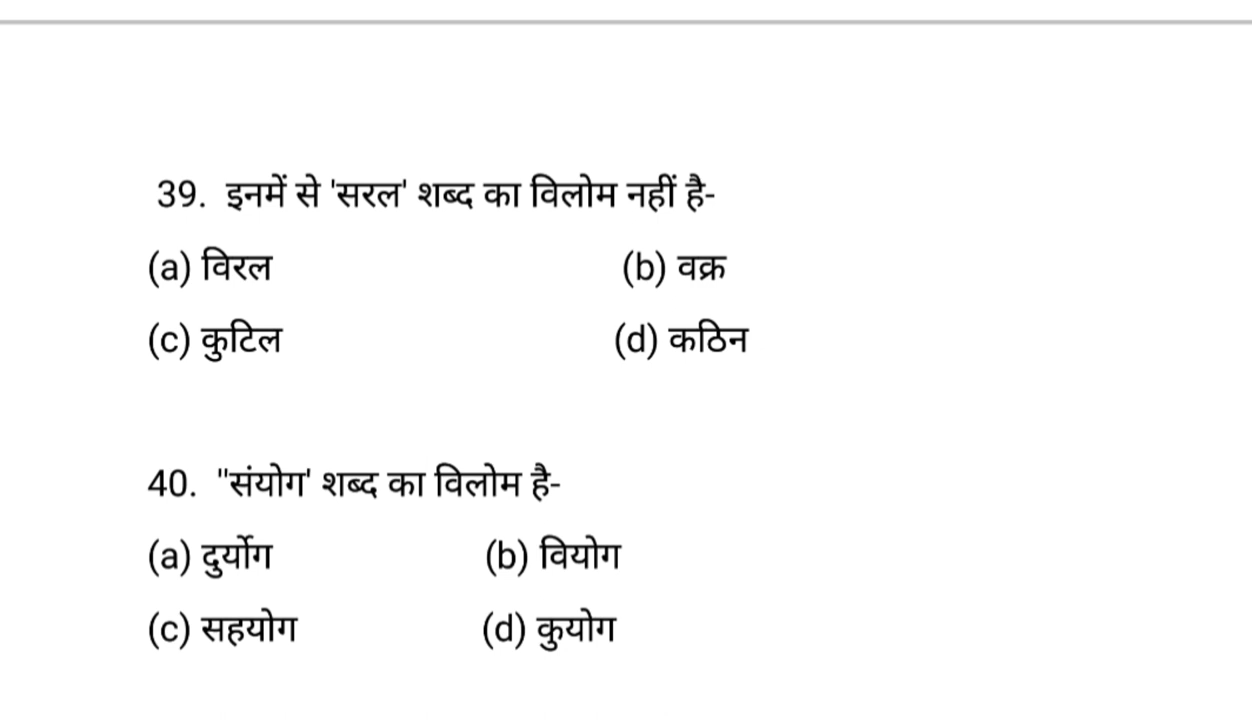 39. इनमें से 'सरल' शब्द का विलोम नहीं है-
(a) विरल (b) वक्र
(c) कुटिल (d) कठिन
40. "संयोग' शब्द का विलोम है-
(a) दुर्योग (b) वियोग
(c) सहयोग (d) कुयोग